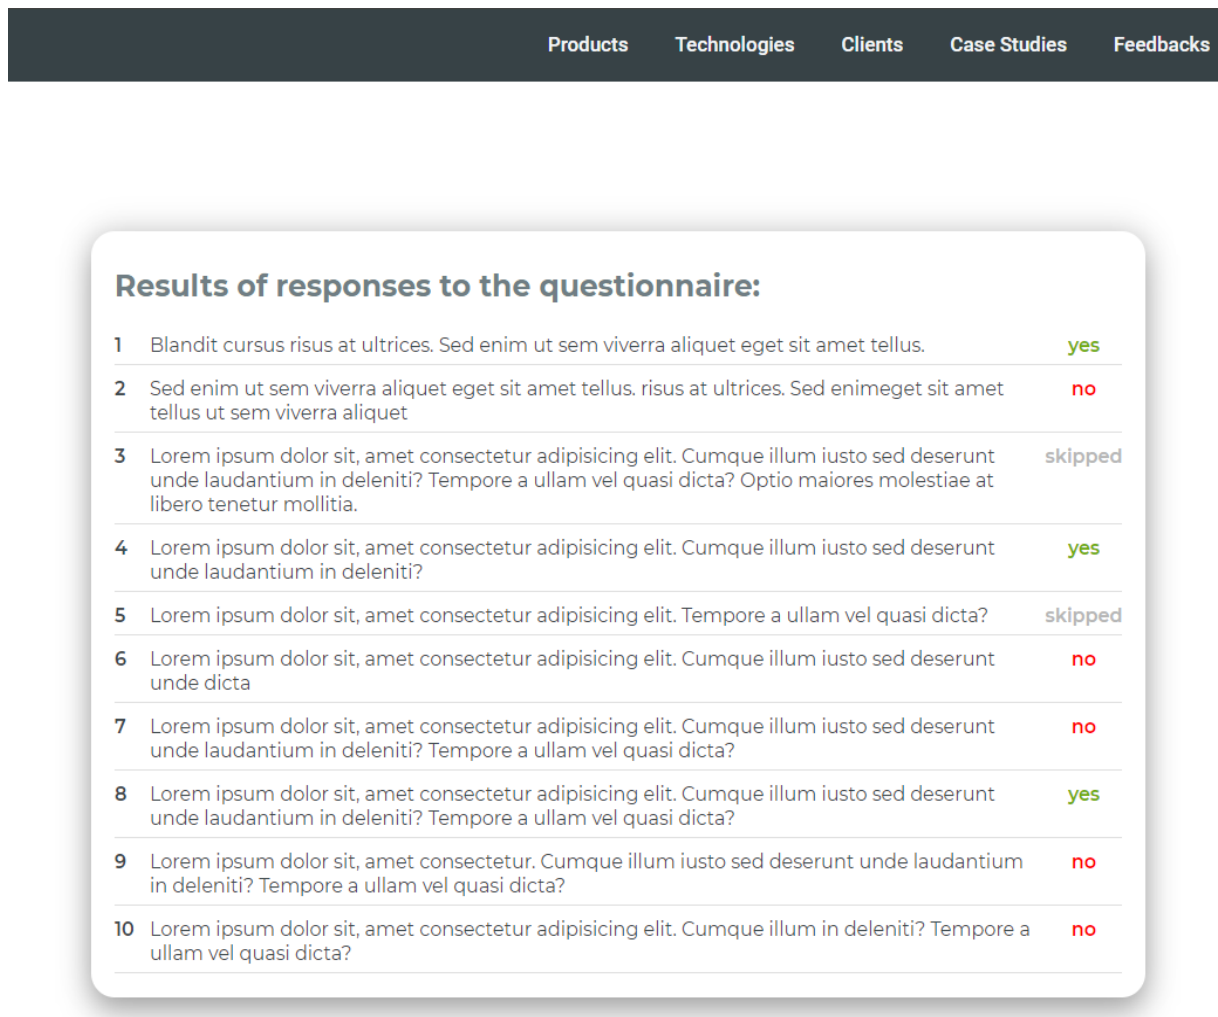 Products Technologies Clients Case Studies Feedbacks
Results of responses to the questionnaire:
1 Blandit cursus risus at ultrices. Sed enim ut sem viverra aliquet eget sit amet tellus. yes
2 Sed enim ut sem viverra aliquet eget sit amet tellus. risus at ultrices. Sed enimeget sit amet no
tellus ut sem viverra aliquet
3 Lorem ipsum dolor sit, amet consectetur adipisicing elit. Cumque illum iusto sed deserunt skipped
unde laudantium in deleniti? Tempore a ullam vel quasi dicta? Optio maiores molestiae at
libero tenetur mollitia.
4 Lorem ipsum dolor sit, amet consectetur adipisicing elit. Cumque illum iusto sed deserunt yes
unde laudantium in deleniti?
5 Lorem ipsum dolor sit, amet consectetur adipisicing elit. Tempore a ullam vel quasi dicta? skipped
6 Lorem ipsum dolor sit, amet consectetur adipisicing elit. Cumque illum iusto sed deserunt no
unde dicta
7 Lorem ipsum dolor sit, amet consectetur adipisicing elit. Cumque illum iusto sed deserunt no
unde laudantium in deleniti? Tempore a ullam vel quasi dicta?
8 Lorem ipsum dolor sit, amet consectetur adipisicing elit. Cumque illum iusto sed deserunt yes
unde laudantium in deleniti? Tempore a ullam vel quasi dicta?
9 Lorem ipsum dolor sit, amet consectetur. Cumque illum iusto sed deserunt unde laudantium no
in deleniti? Tempore a ullam vel quasi dicta?
10 Lorem ipsum dolor sit, amet consectetur adipisicing elit. Cumque illum in deleniti? Tempore a no
ullam vel quasi dicta?